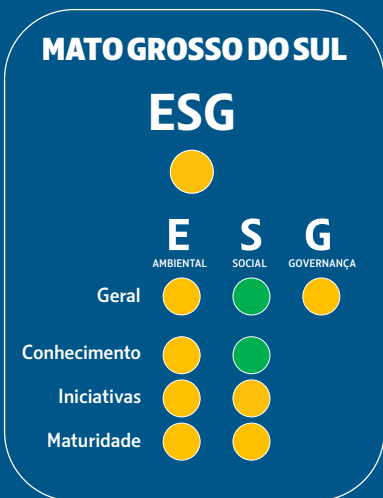 MATO GROSSO DO SUL
ESG
E S G
AMBIENTAL SOCIAL GOVERNANÇA
Geral
Conhecimento
Iniciativas
Maturidade